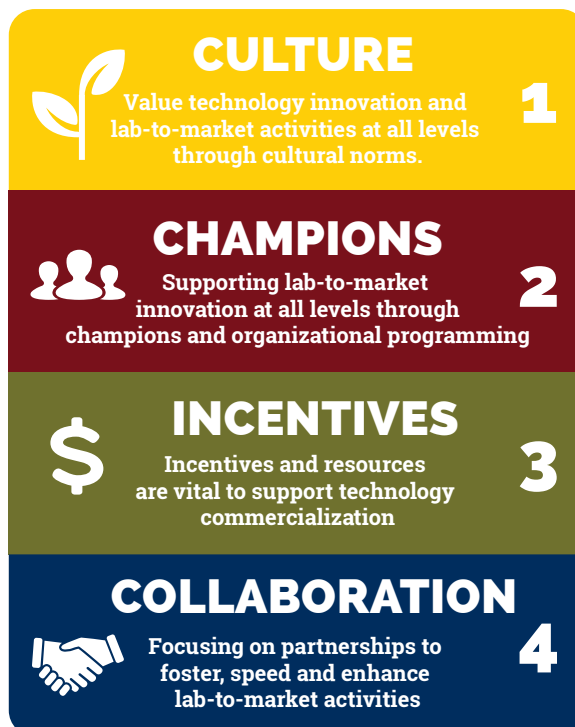 CULTURE
Value technology innovation and
lab-to-market activities at all levels
through cultural norms.
1
CHAMPIONS
Supporting lab-to-market
innovation at all levels through
champions and organizational programming
2
INCENTIVES
Incentives and resources
are vital to support technology
commercialization
3
COLLABORATION
Focusing on partnerships to
foster, speed and enhance
lab-to-market activities
4